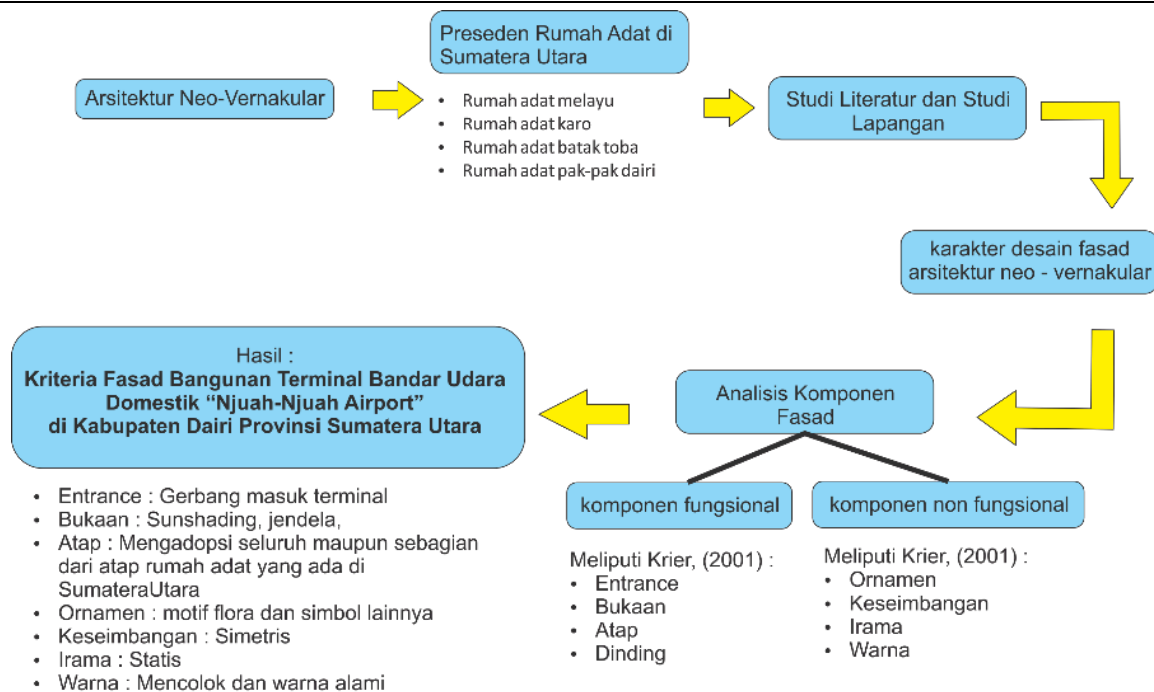 Arsitektur Neo-Vernakular
Preseden Rumah Adat di
Sumatera Utara
• Rumah adat melayu
• Rumah adat karo
• Rumah adat batak toba
• Rumah adat pak-pak dairi
Studi Literatur dan Studi
Lapangan
karakter desain fasad
arsitektur neo - vernakular
Analisis Komponen
Fasad
komponen fungsional
Meliputi Krier, (2001) :
• Entrance
• Bukaan
• Atap
• Dinding
komponen non fungsional
Meliputi Krier, (2001) :
• Ornamen
• Keseimbangan
• Irama
• Warna
Hasil :
Kriteria Fasad Bangunan Terminal Bandar Udara
Domestik “Njuah-Njuah Airport”
di Kabupaten Dairi Provinsi Sumatera Utara
• Entrance : Gerbang masuk terminal
• Bukaan : Sunshading, jendela,
• Atap : Mengadopsi seluruh maupun sebagian
dari atap rumah adat yang ada di
SumateraUtara
• Ornamen : motif flora dan simbol lainnya
• Keseimbangan : Simetris
• Irama : Statis
• Warna : Mencolok dan warna alami